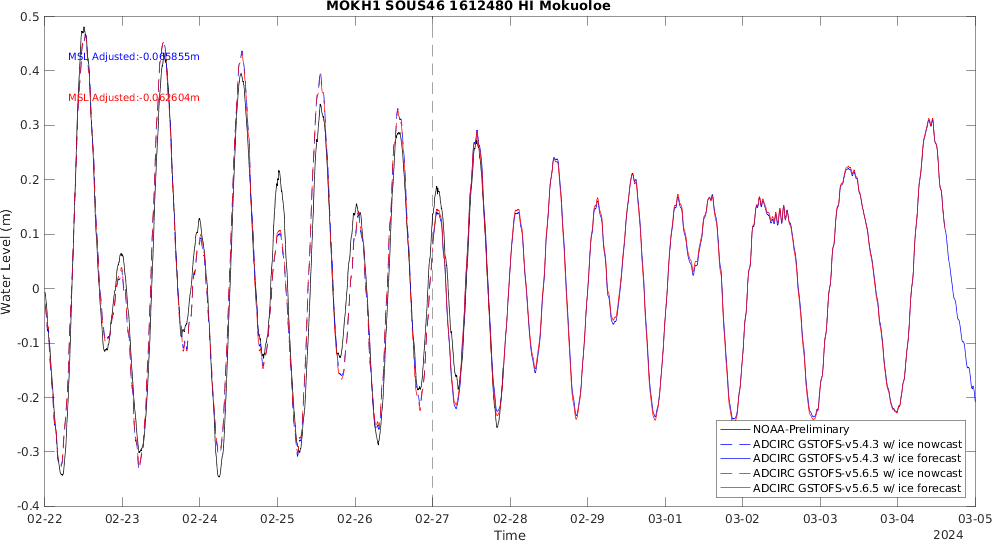 MOKH1 SOUS46 1612480 HI Mokuoloe
0.5
MSL Adjusted:-0.065855m
0.4
MSL Adjusted:-0.062604m
0.3
0.2
0.1
Water Level (m)
0
-0.1
-0.2
-0.3
-0.4
NOAA-Preliminary
ADCIRC GSTOFS-v5.4.3 w/ ice nowcast
ADCIRC GSTOFS-v5.4.3 w/ ice forecast
ADCIRC GSTOFS-v5.6.5 w/ ice nowcast
ADCIRC GSTOFS-v5.6.5 w/ ice forecast
02-22 02-23 02-24 02-25 02-26 02-27 02-28 02-29 03-01 03-02 03-03 03-04 03-05
Time
2024